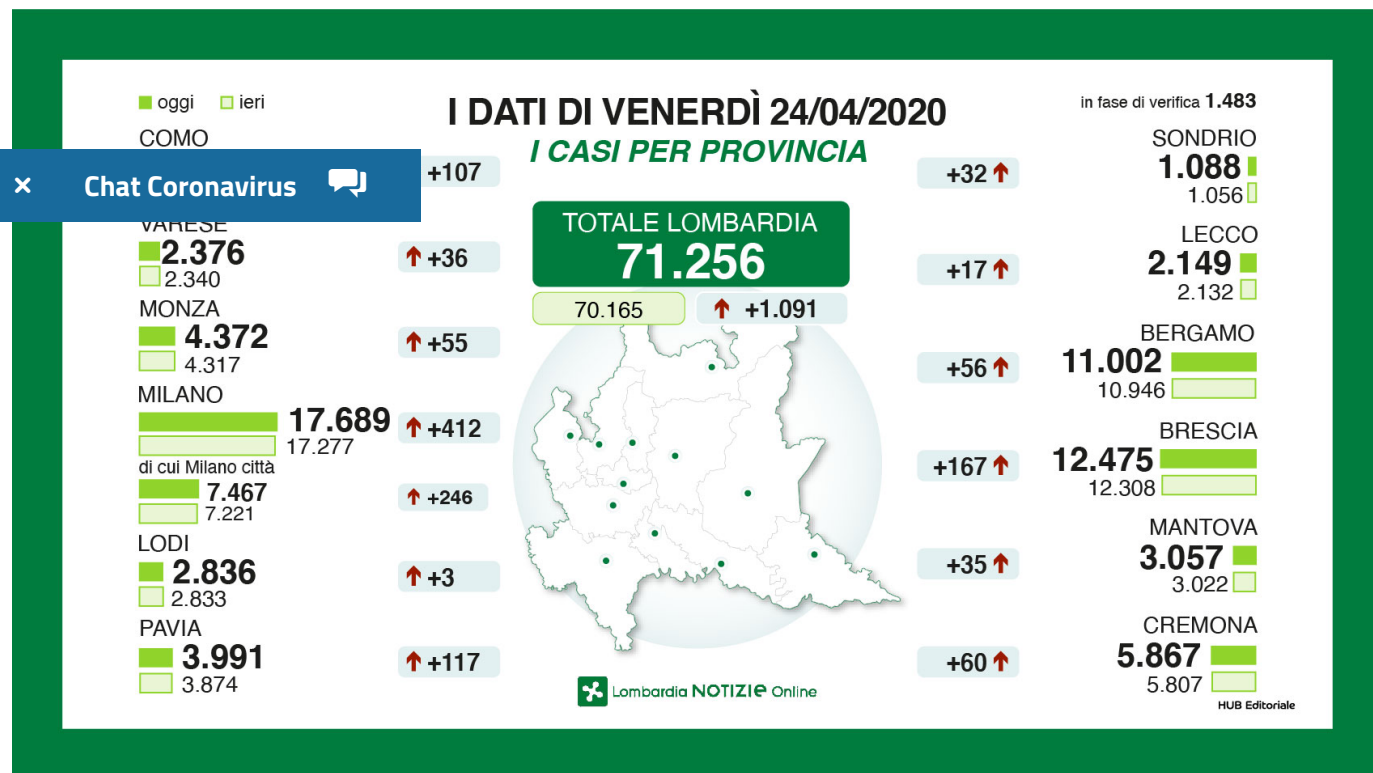 oggi ieri
I DATI DI VENERDÌ 24/04/2020
I CASI PER PROVINCIA
in fase di verifica 1.483
COMO
+107
× Chat Coronavirus
VARESE
2.376
2.340
+36
MONZA
4.372
4.317
+55
MILANO
17.689
17.277
+412
di cui Milano città
7.467
7.221
+246
LODI
2.836
2.833
+3
PAVIA
3.991
3.874
+117
TOTALE LOMBARDIA
71.256
70.165
+1.091
Lombardia NOTIZIE Online
SONDRIO
1.088
1.056
+32
LECCO
2.149
2.132
+17
BERGAMO
11.002
10.946
+56
BRESCIA
12.475
12.308
+167
MANTOVA
3.057
3.022
+35
CREMONA
5.867
5.807
+60
HUB Editoriale